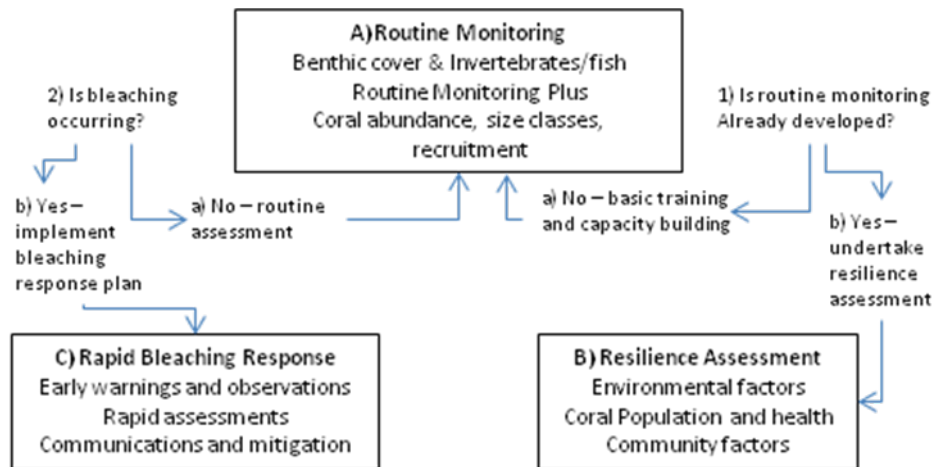 A) Routine Monitoring
Benthic cover & Invertebrates/fish
Routine Monitoring Plus
Coral abundance, size classes,
recruitment
2) Is bleaching
occurring?
1) Is routine monitoring
Already developed?
b) Yes –
implement
bleaching
response plan
a) No – routine
assessment
a) No – basic training
and capacity building
b) Yes –
undertake
resilience
assessment
C) Rapid Bleaching Response
Early warnings and observations
Rapid assessments
Communications and mitigation
B) Resilience Assessment
Environmental factors
Coral Population and health
Community factors